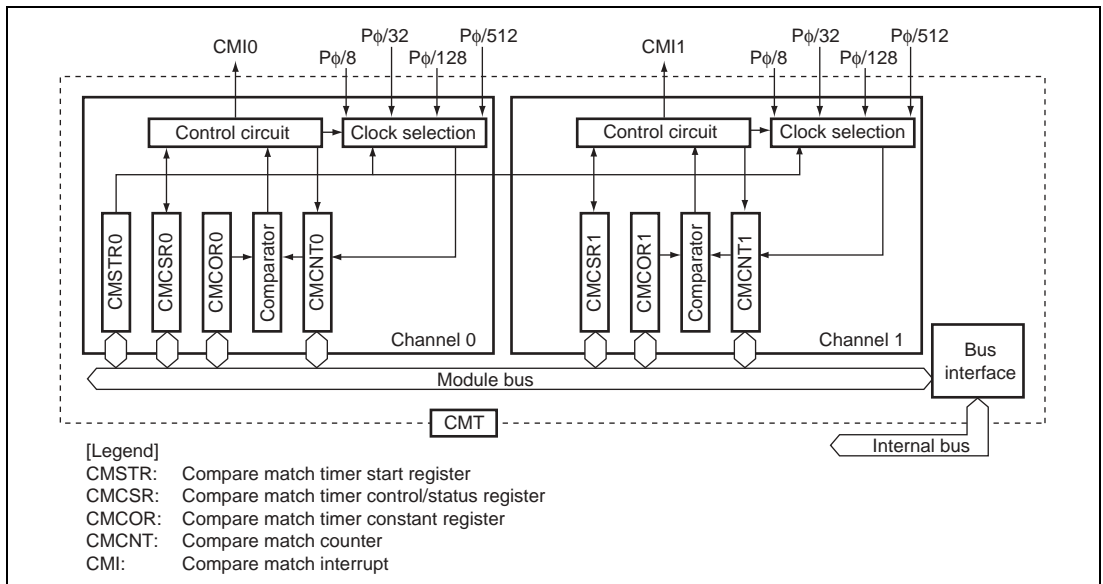 CMI0
Pφ/32
Pφ/512
Pφ/8
Pφ/128
CMI1
Pφ/32
Pφ/512
Pφ/8
Pφ/128
Control circuit
Clock selection
Control circuit
Clock selection
CMSTR0
CMCSR0
CMCOR0
Comparator
CMCNT0
Channel 0
CMCSR1
CMCOR1
Comparator
CMCNT1
Channel 1
Module bus
Bus
interface
CMT
Internal bus
[Legend]
CMSTR: Compare match timer start register
CMCSR: Compare match timer control/status register
CMCOR: Compare match timer constant register
CMCNT: Compare match counter
CMI: Compare match interrupt